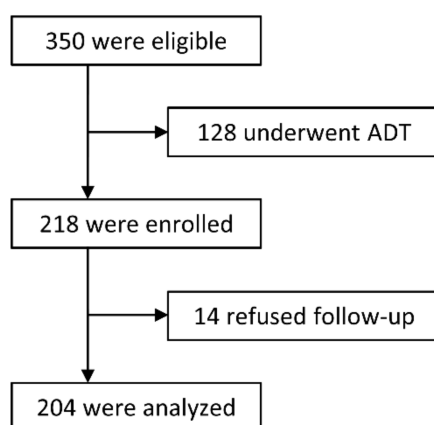 350 were eligible
128 underwent ADT
218 were enrolled
14 refused follow-up
204 were analyzed